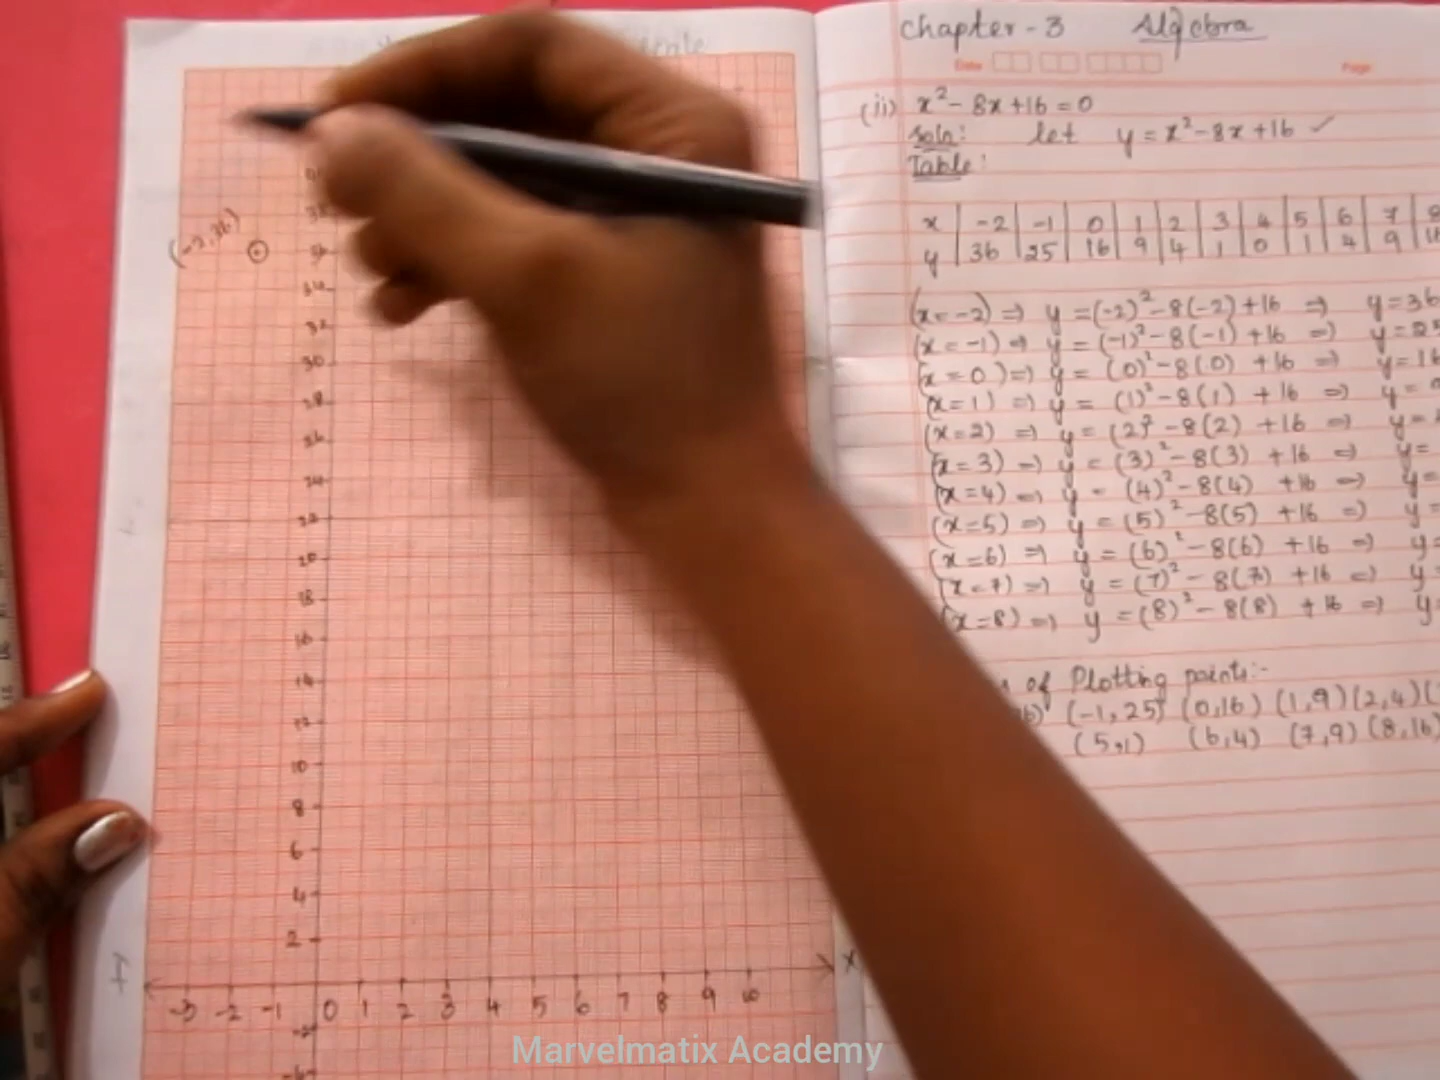 Chapter - 3 Algebra
Date
Page
(ii) x² - 8x + 16 = 0
Soln: let y = x² - 8x + 16 ✓
Table:
x | -2 | -1 | 0 | 1 | 2 | 3 | 4 | 5 | 6 | 7 | 8
y | 36 | 25 | 16 | 9 | 4 | 1 | 0 | 1 | 4 | 9 | 16
(x = -2) => y = (-2)² - 8(-2) + 16 => y = 36
(x = -1) => y = (-1)² - 8(-1) + 16 => y = 25
(x = 0) => y = (0)² - 8(0) + 16 => y = 16
(x = 1) => y = (1)² - 8(1) + 16 => y =
(x = 2) => y = (2)² - 8(2) + 16 => y =
(x = 3) => y = (3)² - 8(3) + 16 => y =
(x = 4) => y = (4)² - 8(4) + 16 => y =
(x = 5) => y = (5)² - 8(5) + 16 => y =
(x = 6) => y = (6)² - 8(6) + 16 => y =
(x = 7) => y = (7)² - 8(7) + 16 => y =
(x = 8) => y = (8)² - 8(8) + 16 => y =
of Plotting points:-
(-1, 25) (0, 16) (1, 9) (2, 4) (
(5, 1) (6, 4) (7, 9) (8, 16)
(-2, 36)
38
36
34
32
30
28
26
24
22
20
18
16
14
12
10
8
6
4
2
x
-3 -2 -1 0 1 2 3 4 5 6 7 8 9 10
-2
Marvelmatix Academy